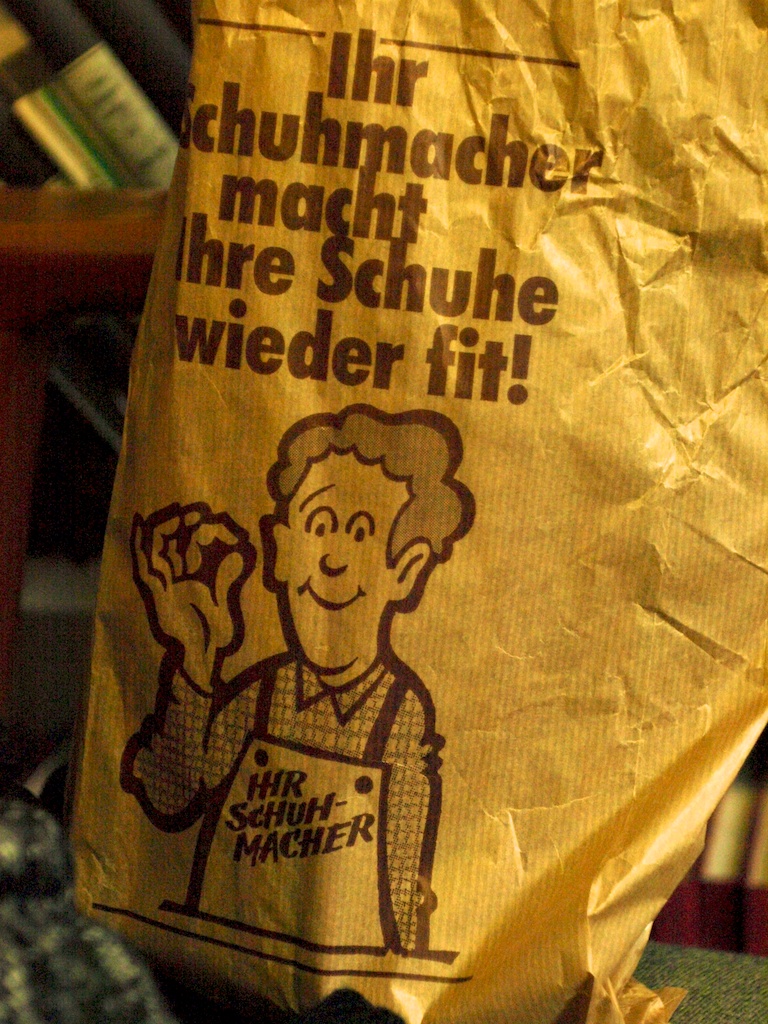 Ihr
Schuhmacher
macht
Ihre Schuhe
wieder fit!
IHR
SCHUH-
MACHER